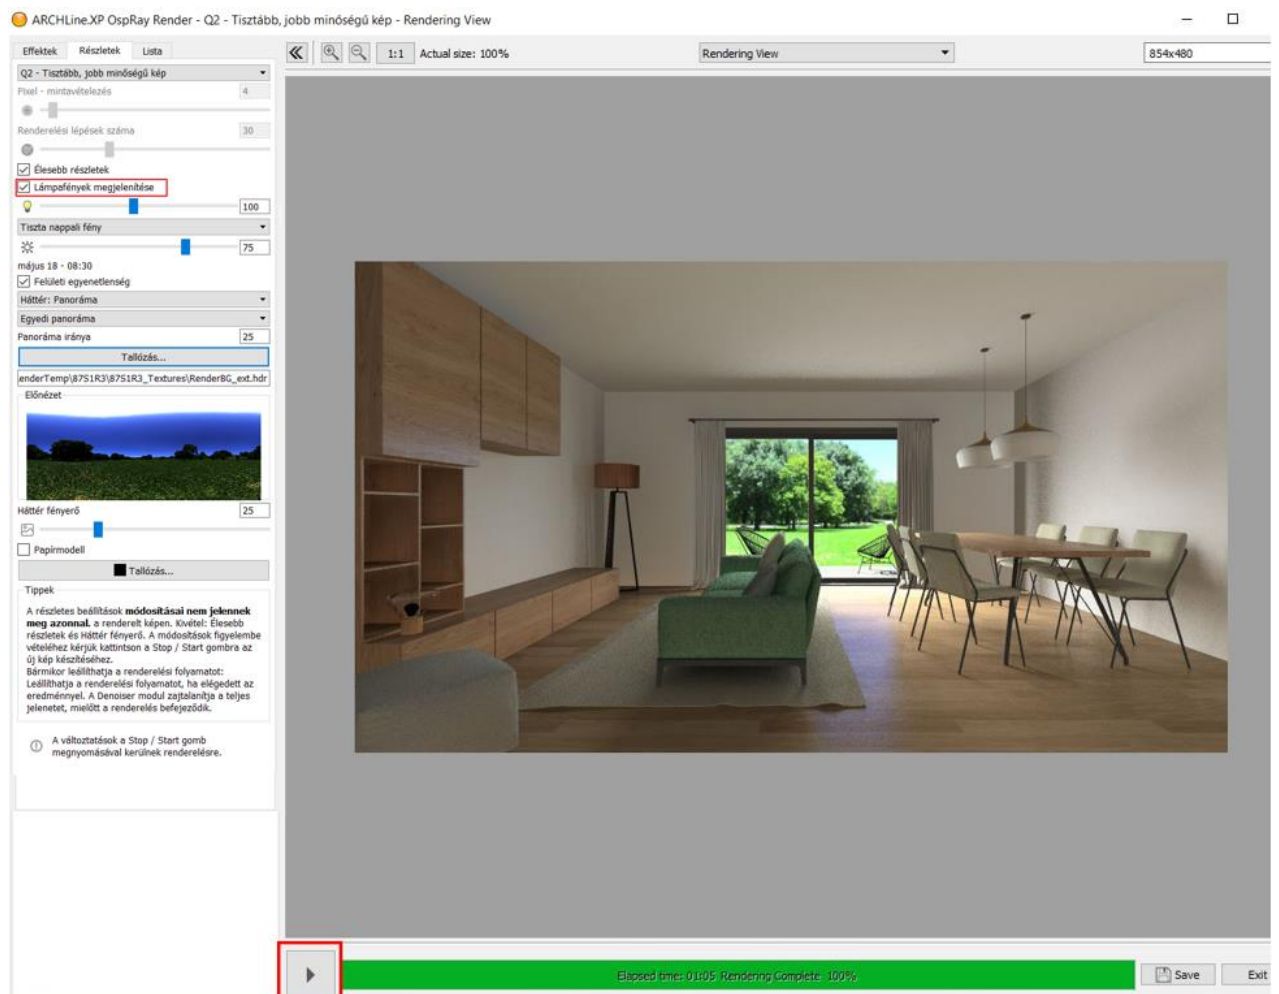 ARCHLine.XP OspRay Render - Q2 - Tisztább, jobb minőségű kép - Rendering View
Effektek Részletek Lista
1:1 Actual size: 100%
Rendering View
854x480
Q2 - Tisztább, jobb minőségű kép
Pixel - mintavételezés 4
Renderelési lépések száma 30
Élesebb részletek
Lámpafények megjelenítése
100
Tiszta nappali fény
75
május 18 - 08:30
Felületi egyenetlenség
Háttér: Panoráma
Egyedi panoráma
Panoráma iránya 25
Tallózás...
enderTemp\87S1R3\87S1R3_Textures\RenderBG_ext.hdr
Előnézet
Háttér fényerő 25
Papírmodell
Tallózás...
Tippek
A részletes beállítások módosításai nem jelennek
meg azonnal. a renderelt képen. Kivétel: Élesebb
részletek és Háttér fényerő. A módosítások figyelembe
vételéhez kérjük kattintson a Stop / Start gombra az
új kép készítéséhez.
Bármikor leállíthatja a renderelési folyamatot:
Leállíthatja a renderelési folyamatot, ha elégedett az
eredménnyel. A Denoiser modul zajtalanítja a teljes
jelenetet, mielőtt a renderelés befejeződik.
A változtatások a Stop / Start gomb
megnyomásával kerülnek renderelésre.
Elapsed time: 01:05 Rendering Complete 100%
Save
Exit